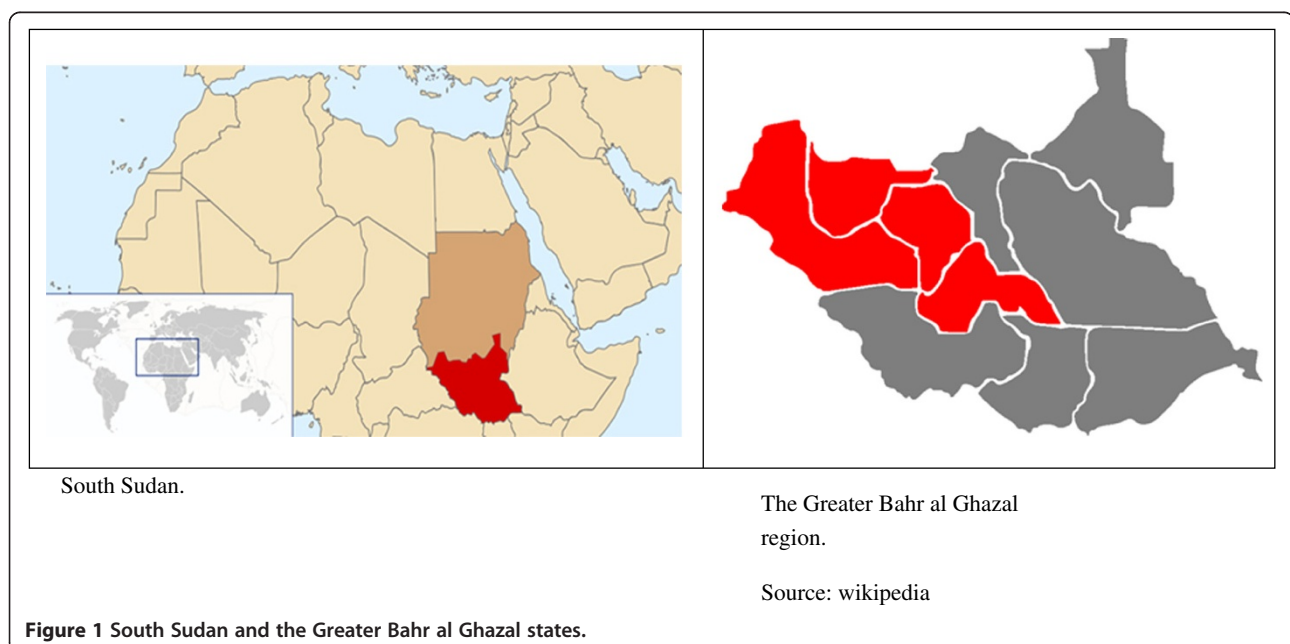 South Sudan.
The Greater Bahr al Ghazal
region.
Source: wikipedia
Figure 1 South Sudan and the Greater Bahr al Ghazal states.